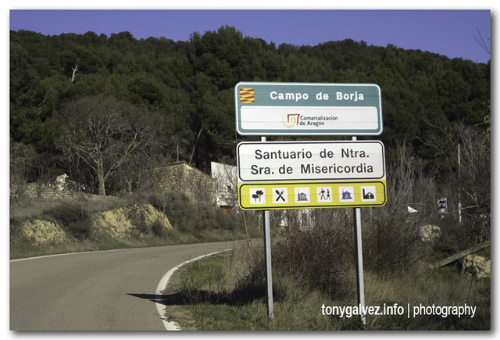 Campo de Borja
Comarcalización
de Aragón
Santuario de Ntra.
Sra. de Misericordia
tonygalvez.info | photography